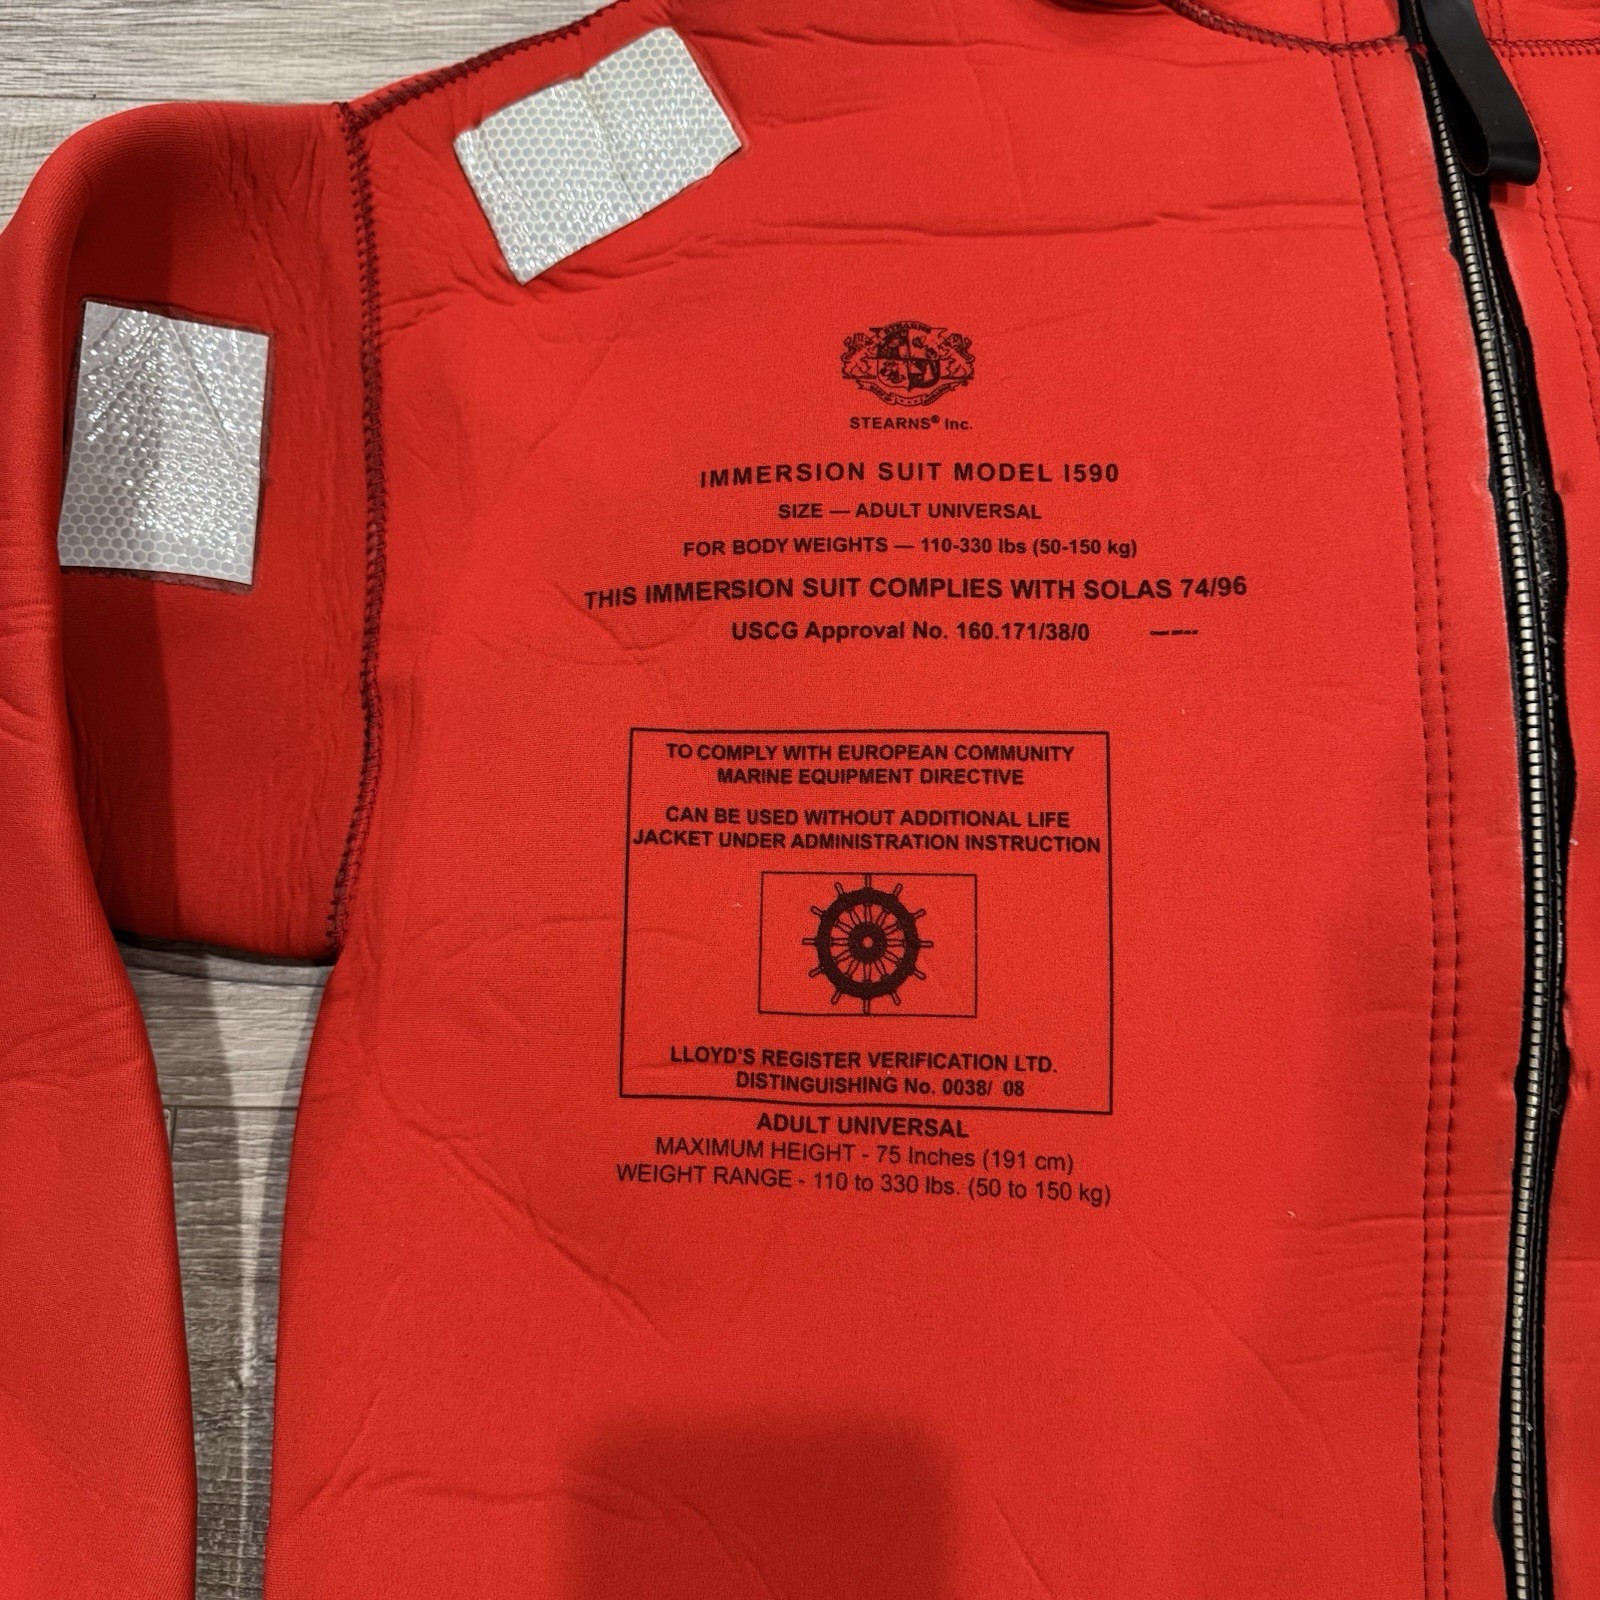 STEARNS
STEARNS® Inc.
IMMERSION SUIT MODEL I590
SIZE — ADULT UNIVERSAL
FOR BODY WEIGHTS — 110-330 lbs (50-150 kg)
THIS IMMERSION SUIT COMPLIES WITH SOLAS 74/96
USCG Approval No. 160.171/38/0
TO COMPLY WITH EUROPEAN COMMUNITY
MARINE EQUIPMENT DIRECTIVE
CAN BE USED WITHOUT ADDITIONAL LIFE
JACKET UNDER ADMINISTRATION INSTRUCTION
LLOYD'S REGISTER VERIFICATION LTD.
DISTINGUISHING No. 0038/ 08
ADULT UNIVERSAL
MAXIMUM HEIGHT - 75 Inches (191 cm)
WEIGHT RANGE - 110 to 330 lbs. (50 to 150 kg)